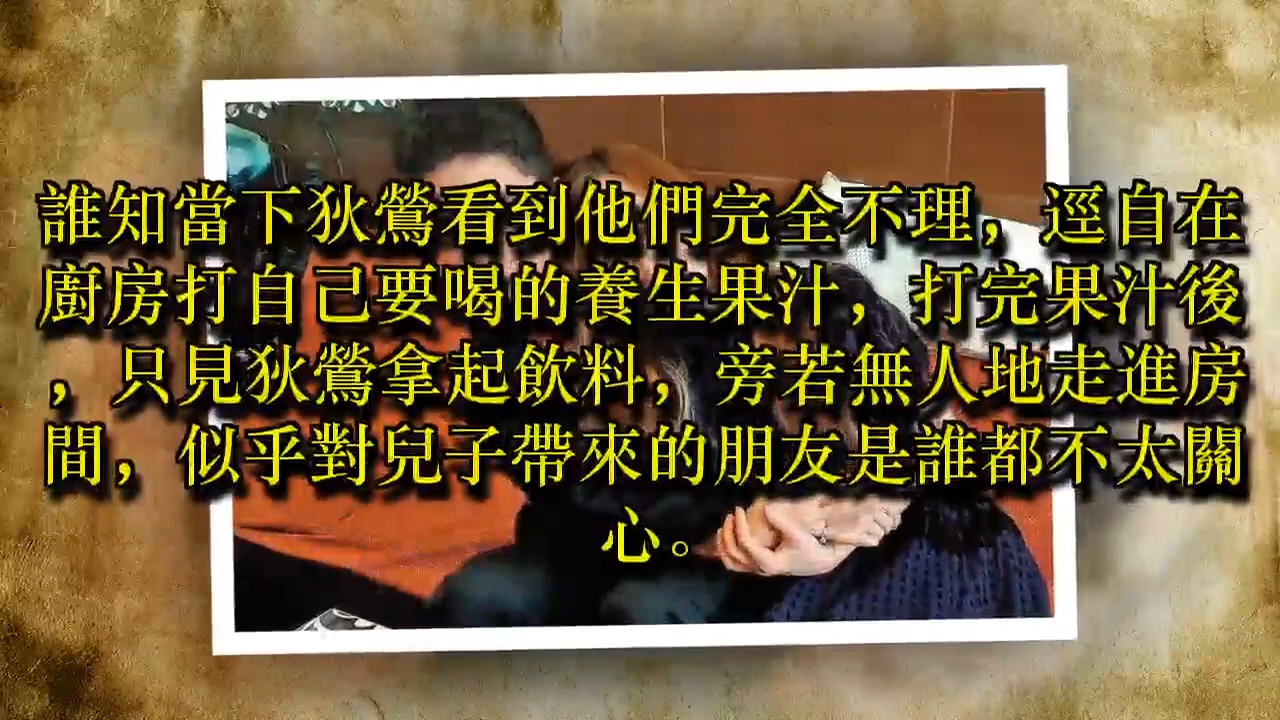 誰知當下狄鶯看到他們完全不理，逕自在
廚房打自己要喝的養生果汁，打完果汁後
，只見狄鶯拿起飲料，旁若無人地走進房
間，似乎對兒子帶來的朋友是誰都不太關
心。